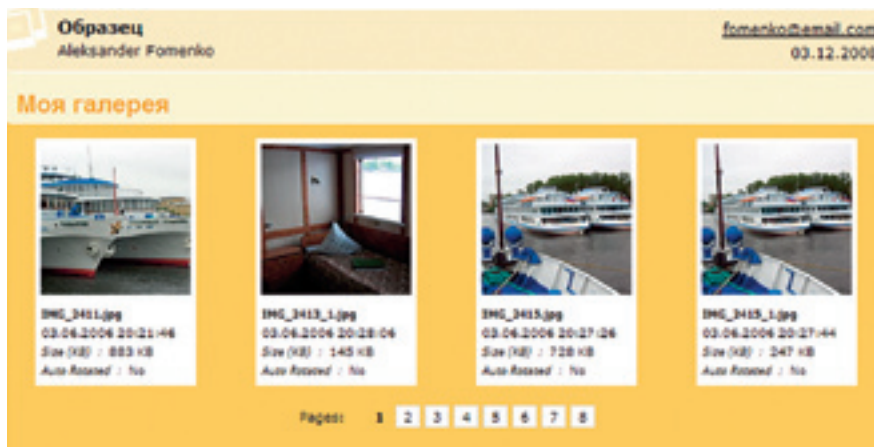 Образец
Aleksander Fomenko
fomenko@email.com
03.12.2008
Моя галерея
IMG_3411.jpg
03.06.2006 20:21:46
Size (KB) : 883 KB
Auto Rotated : No
IMG_3413_1.jpg
03.06.2006 20:28:06
Size (KB) : 145 KB
Auto Rotated : No
IMG_3415.jpg
03.06.2006 20:27:26
Size (KB) : 728 KB
Auto Rotated : No
IMG_3415_1.jpg
03.06.2006 20:27:44
Size (KB) : 247 KB
Auto Rotated : No
Pages: 1 2 3 4 5 6 7 8